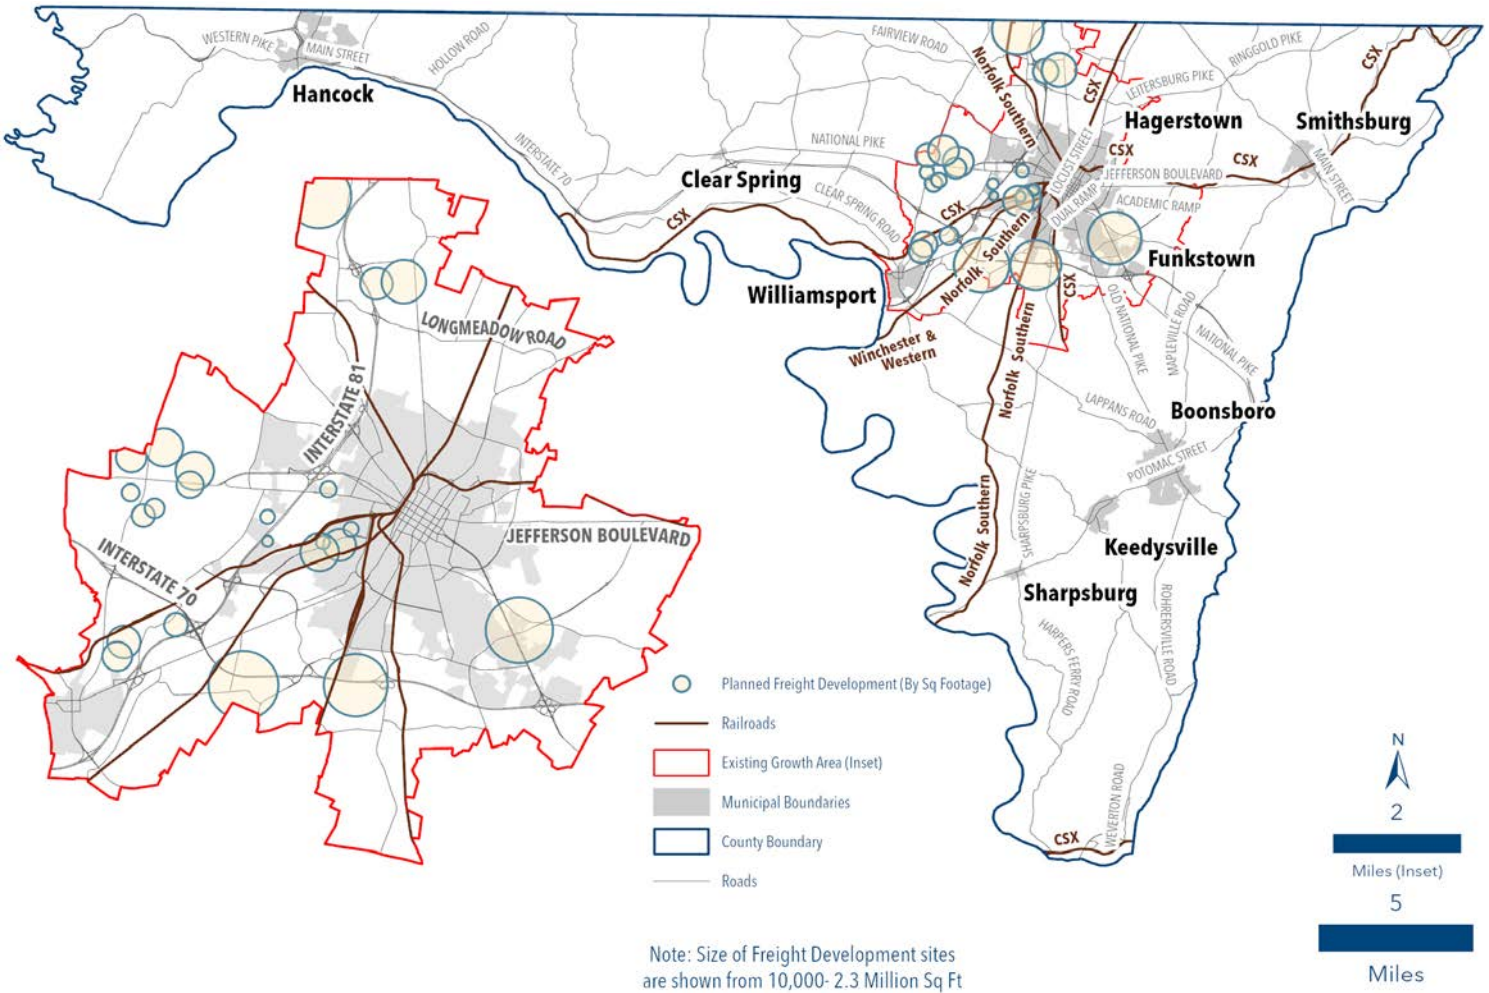 WESTERN PIKE
MAIN STREET
HOLLOW ROAD
Hancock
INTERSTATE 70
FAIRVIEW ROAD
Norfolk Southern
CSX
RINGGOLD PIKE
LEITERSBURG PIKE
CSX
Hagerstown
Smithsburg
NATIONAL PIKE
LOCUST STREET
CSX
CSX
JEFFERSON BOULEVARD
MAIN STREET
Clear Spring
CLEAR SPRING ROAD
CSX
CSX
DUAL RAMP
ACADEMIC RAMP
Norfolk Southern
Funkstown
Williamsport
CSX
Winchester &
Western
Norfolk Southern
OLD NATIONAL PIKE
MAPLEVILLE ROAD
NATIONAL PIKE
LAPPANS ROAD
Boonsboro
POTOMAC STREET
Norfolk Southern
SHARPSBURG PIKE
Keedysville
Sharpsburg
HARPERS FERRY ROAD
ROHRERSVILLE ROAD
WEVERTON ROAD
CSX
LONGMEADOW ROAD
INTERSTATE 81
JEFFERSON BOULEVARD
INTERSTATE 70
Planned Freight Development (By Sq Footage)
Railroads
Existing Growth Area (Inset)
Municipal Boundaries
County Boundary
Roads
N
2
Miles (Inset)
5
Miles
Note: Size of Freight Development sites
are shown from 10,000- 2.3 Million Sq Ft